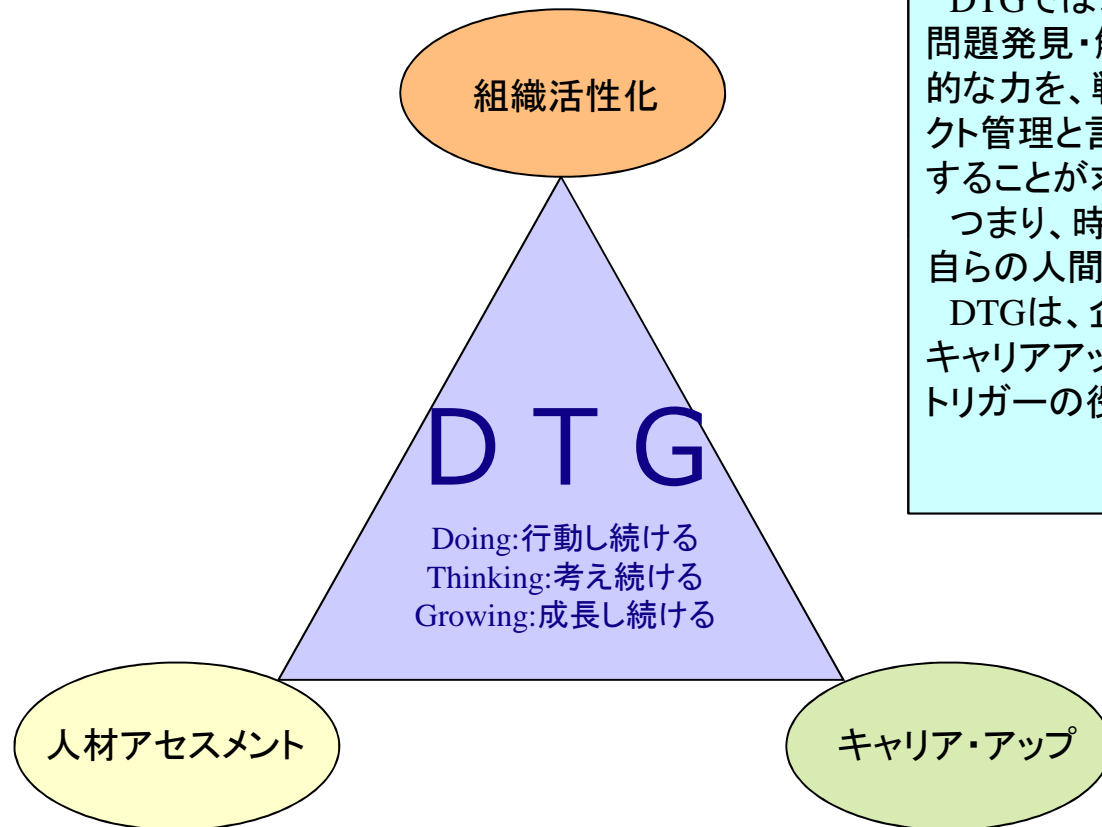 組織活性化
D T G
Doing:行動し続ける
Thinking:考え続ける
Growing:成長し続ける
人材アセスメント
キャリア・アップ
DTGでは
問題発見・
的な力を、
クト管理と
することが
つまり、時
自らの人間
DTGは、
キャリアアッ
トリガーの